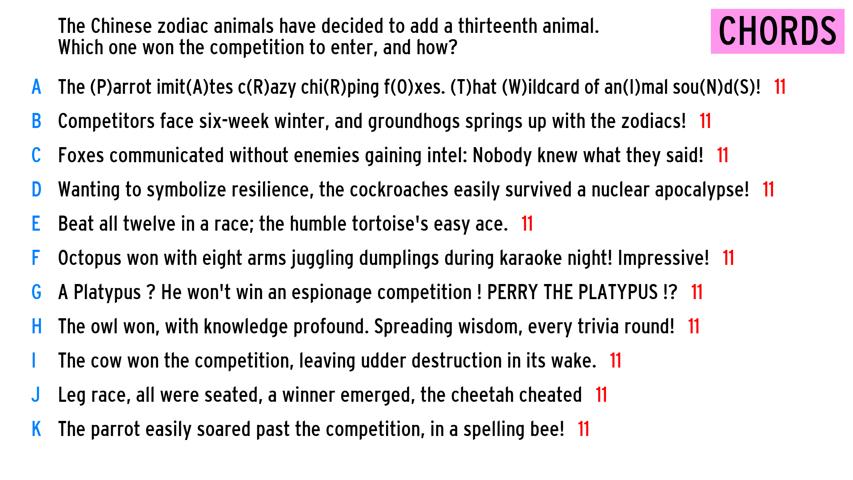 The Chinese zodiac animals have decided to add a thirteenth animal.
Which one won the competition to enter, and how?
CHORDS
A The (P)arrot imit(A)tes c(R)azy chi(R)ping f(O)xes. (T)hat (W)ildcard of an(I)mal sou(N)d(S)! 11
B Competitors face six-week winter, and groundhogs springs up with the zodiacs! 11
C Foxes communicated without enemies gaining intel: Nobody knew what they said! 11
D Wanting to symbolize resilience, the cockroaches easily survived a nuclear apocalypse! 11
E Beat all twelve in a race; the humble tortoise's easy ace. 11
F Octopus won with eight arms juggling dumplings during karaoke night! Impressive! 11
G A Platypus ? He won't win an espionage competition ! PERRY THE PLATYPUS !? 11
H The owl won, with knowledge profound. Spreading wisdom, every trivia round! 11
I The cow won the competition, leaving udder destruction in its wake. 11
J Leg race, all were seated, a winner emerged, the cheetah cheated 11
K The parrot easily soared past the competition, in a spelling bee! 11